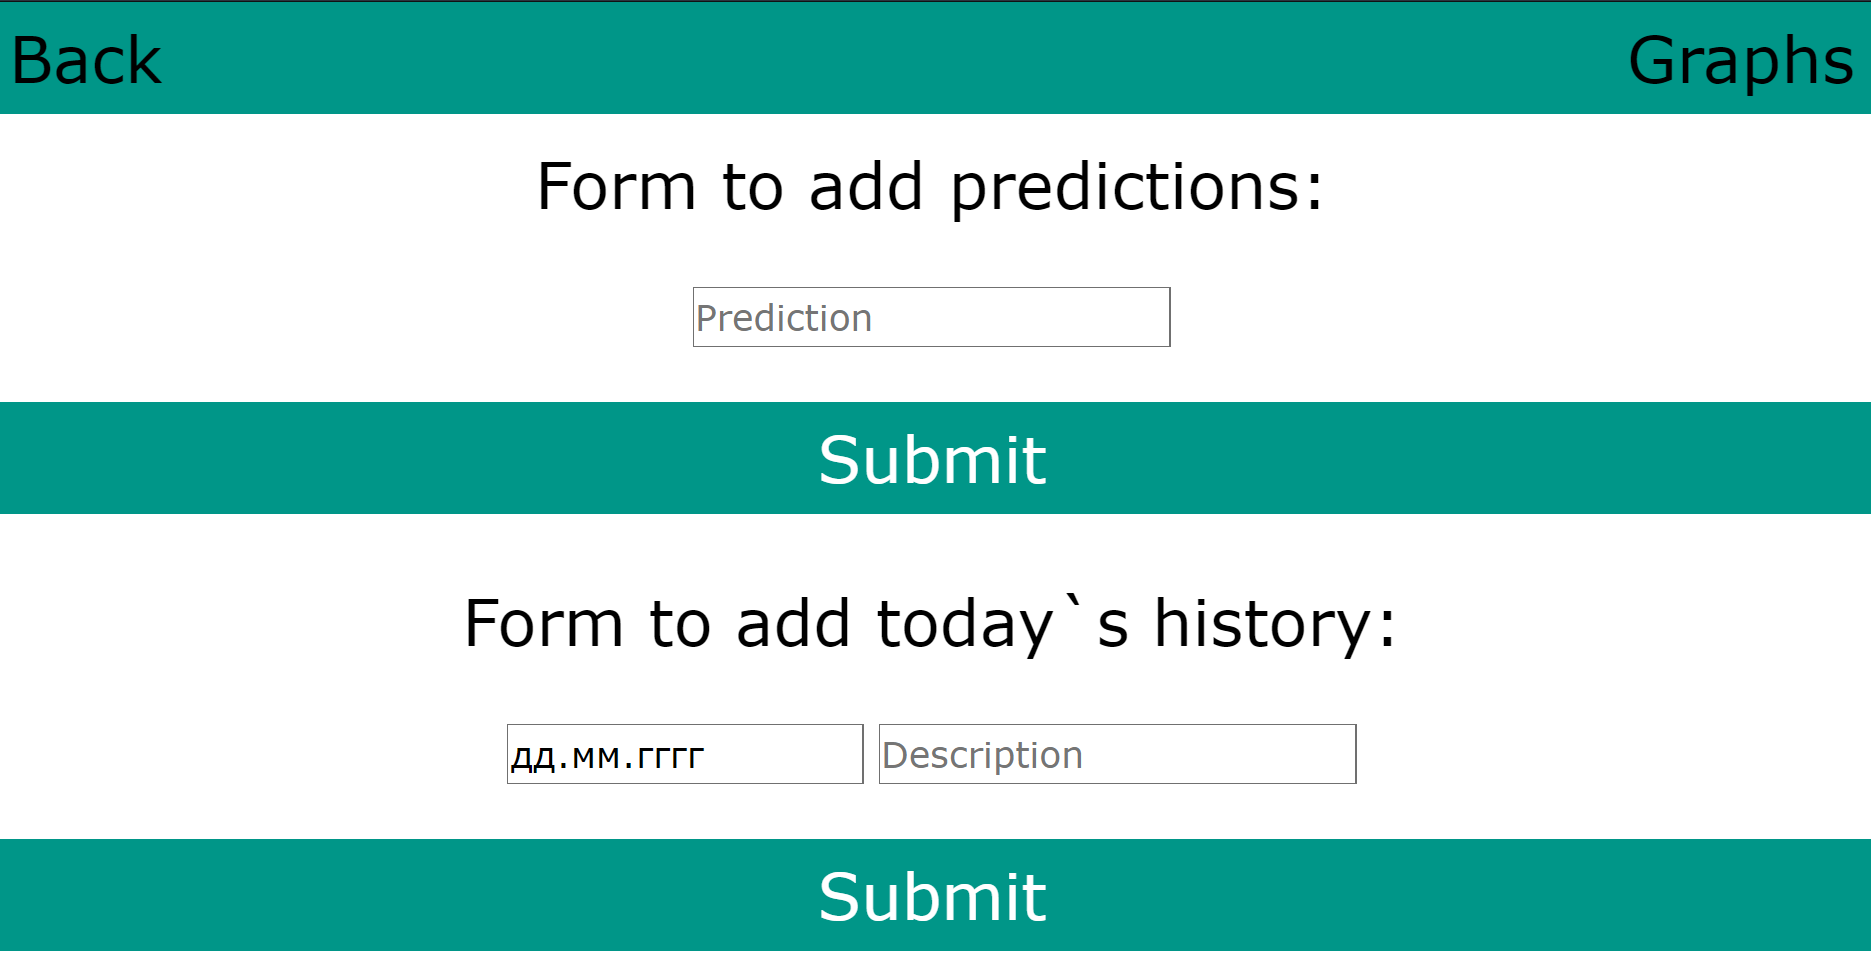 Back Graphs
Form to add predictions:
Prediction
Submit
Form to add today`s history:
дд.мм.гггг Description
Submit